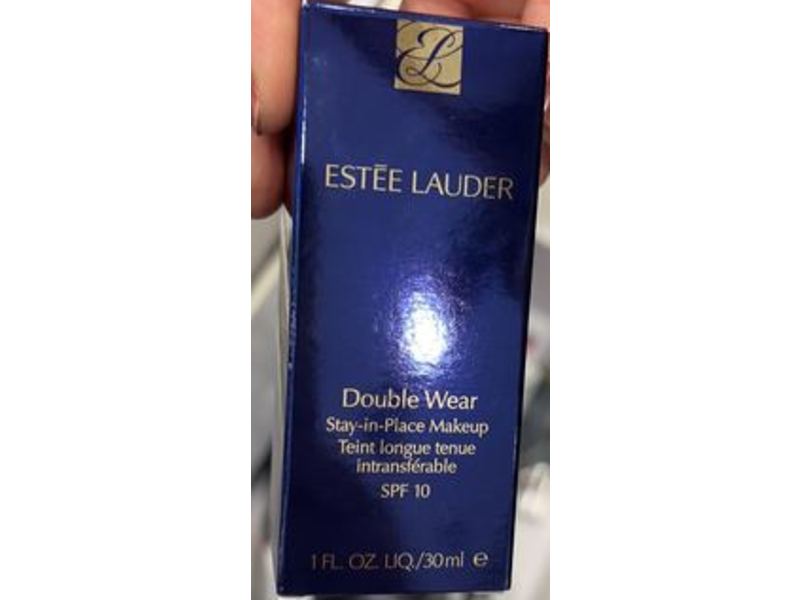 EL
ESTĒE LAUDER
Double Wear
Stay-in-Place Makeup
Teint longue tenue
intransférable
SPF 10
1 FL. OZ. LIQ./30ml ℮